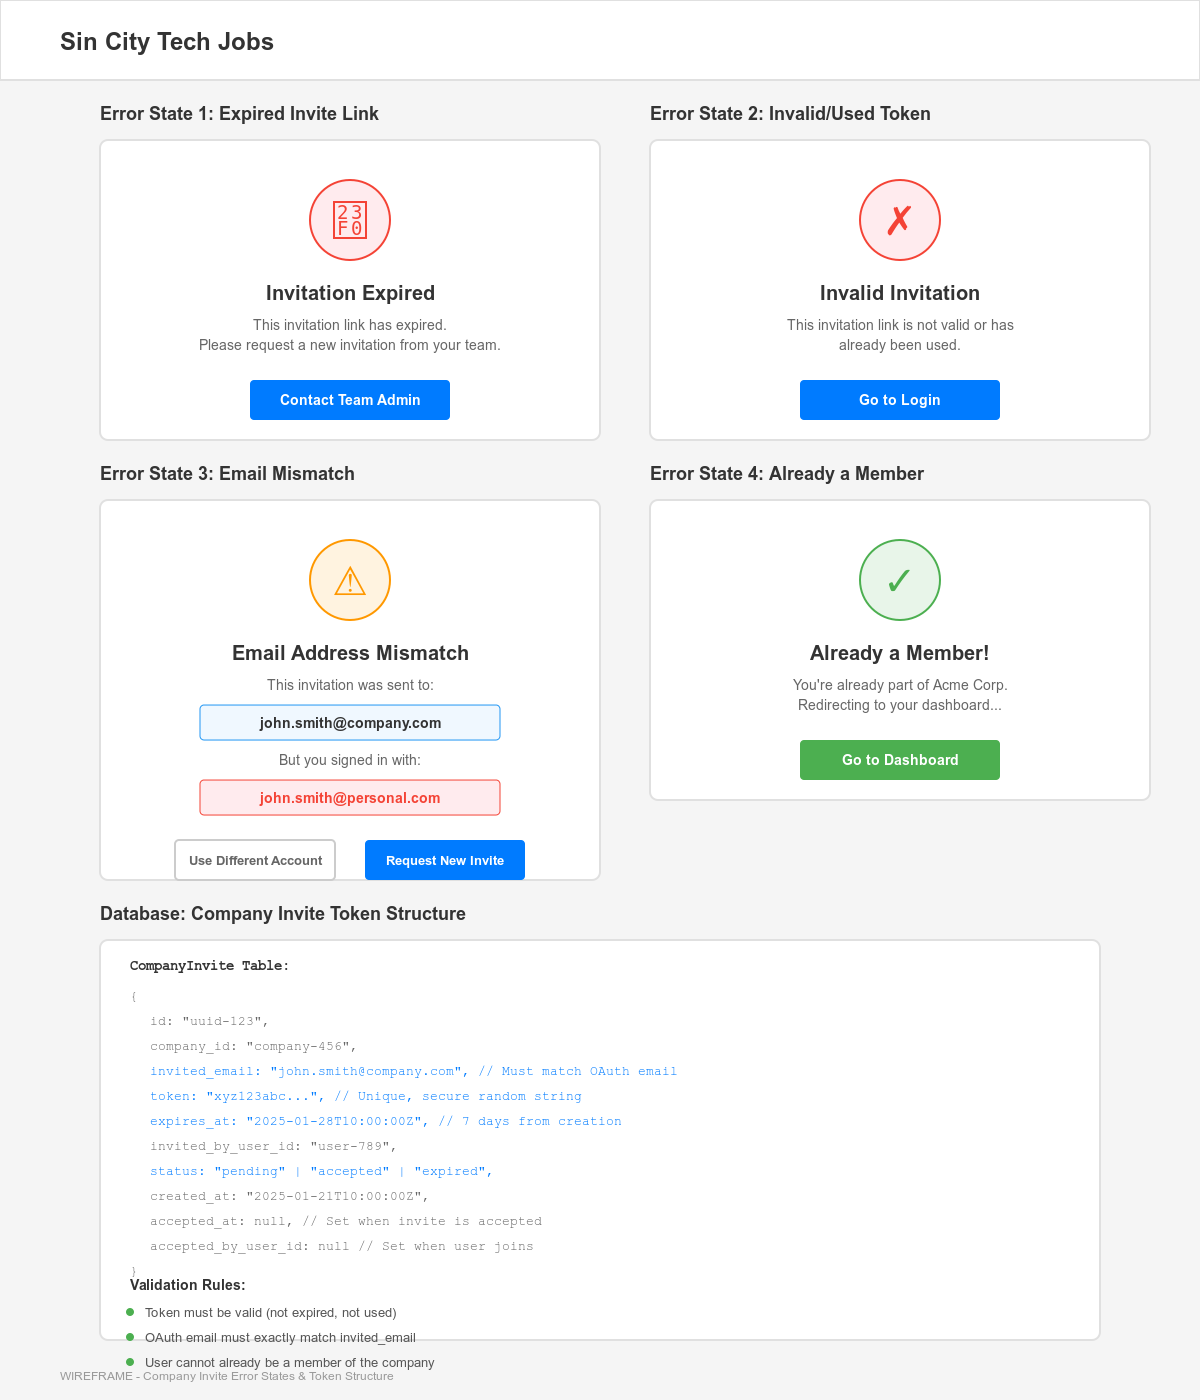 Sin City Tech Jobs
Error State 1: Expired Invite Link
23
F0
Invitation Expired
This invitation link has expired.
Please request a new invitation from your team.
Contact Team Admin
Error State 2: Invalid/Used Token
✗
Invalid Invitation
This invitation link is not valid or has
already been used.
Go to Login
Error State 3: Email Mismatch
⚠
Email Address Mismatch
This invitation was sent to:
john.smith@company.com
But you signed in with:
john.smith@personal.com
Use Different Account
Request New Invite
Error State 4: Already a Member
✓
Already a Member!
You're already part of Acme Corp.
Redirecting to your dashboard...
Go to Dashboard
Database: Company Invite Token Structure
CompanyInvite Table:
{
id: "uuid-123",
company_id: "company-456",
invited_email: "john.smith@company.com", // Must match OAuth email
token: "xyz123abc...", // Unique, secure random string
expires_at: "2025-01-28T10:00:00Z", // 7 days from creation
invited_by_user_id: "user-789",
status: "pending" | "accepted" | "expired",
created_at: "2025-01-21T10:00:00Z",
accepted_at: null, // Set when invite is accepted
accepted_by_user_id: null // Set when user joins
}
Validation Rules:
Token must be valid (not expired, not used)
OAuth email must exactly match invited_email
User cannot already be a member of the company
WIREFRAME - Company Invite Error States & Token Structure